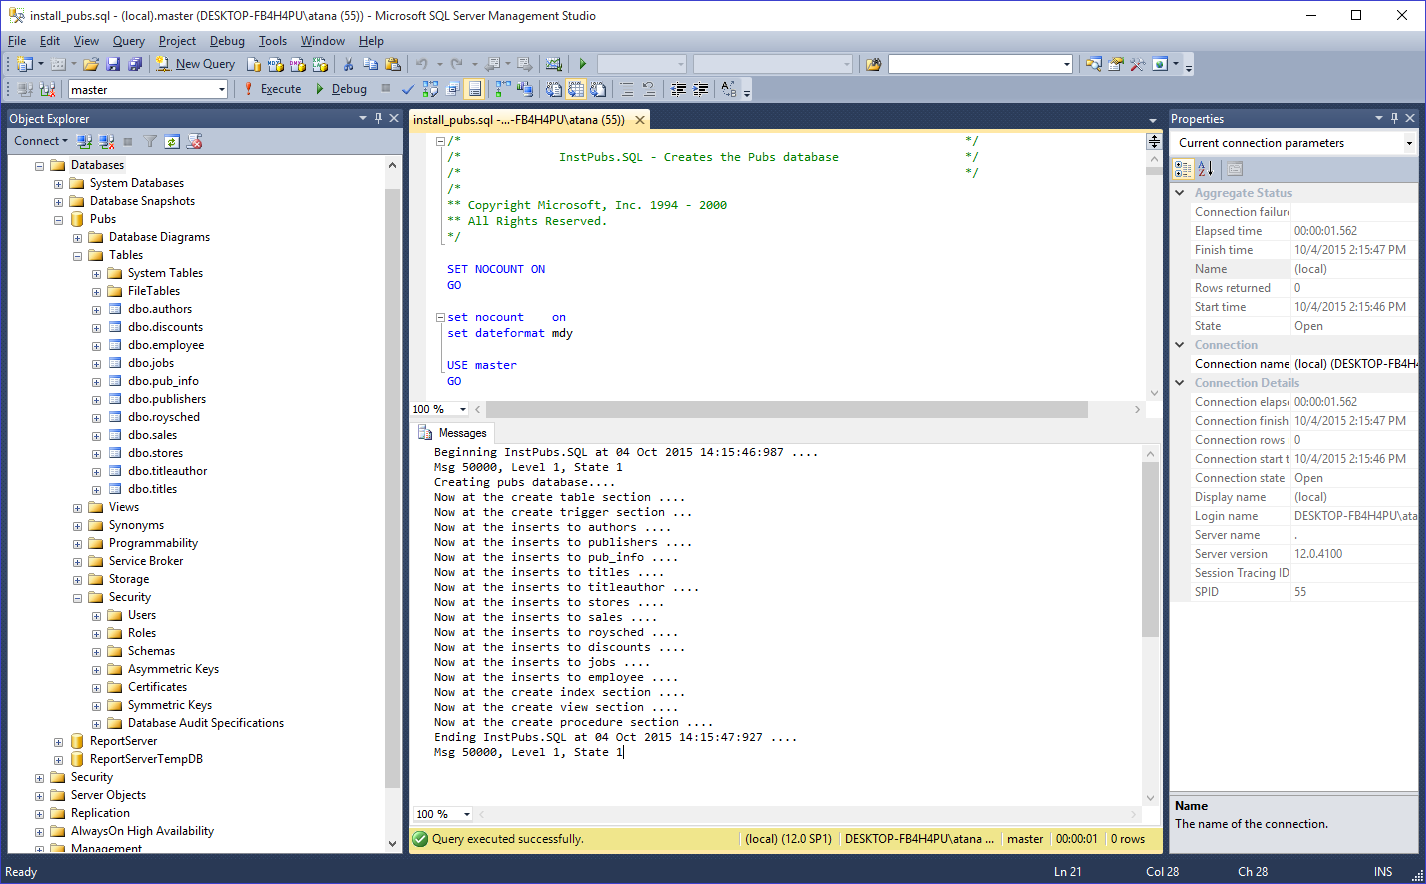 install_pubs.sql - (local).master (DESKTOP-FB4H4PU\atana (55)) - Microsoft SQL Server Management Studio
File Edit View Query Project Debug Tools Window Help
New Query
master
Execute
Debug
Object Explorer
Connect
Databases
System Databases
Database Snapshots
Pubs
Database Diagrams
Tables
System Tables
FileTables
dbo.authors
dbo.discounts
dbo.employee
dbo.jobs
dbo.pub_info
dbo.publishers
dbo.roysched
dbo.sales
dbo.stores
dbo.titleauthor
dbo.titles
Views
Synonyms
Programmability
Service Broker
Storage
Security
Users
Roles
Schemas
Asymmetric Keys
Certificates
Symmetric Keys
Database Audit Specifications
ReportServer
ReportServerTempDB
Security
Server Objects
Replication
AlwaysOn High Availability
Management
install_pubs.sql -...-FB4H4PU\atana (55))
/* */
/* InstPubs.SQL - Creates the Pubs database */
/* */
/*
** Copyright Microsoft, Inc. 1994 - 2000
** All Rights Reserved.
*/
SET NOCOUNT ON
GO
set nocount on
set dateformat mdy
USE master
GO
100 %
Messages
Beginning InstPubs.SQL at 04 Oct 2015 14:15:46:987 ....
Msg 50000, Level 1, State 1
Creating pubs database....
Now at the create table section ....
Now at the create trigger section ...
Now at the inserts to authors ....
Now at the inserts to publishers ....
Now at the inserts to pub_info ....
Now at the inserts to titles ....
Now at the inserts to titleauthor ....
Now at the inserts to stores ....
Now at the inserts to sales ....
Now at the inserts to roysched ....
Now at the inserts to discounts ....
Now at the inserts to jobs ....
Now at the inserts to employee ....
Now at the create index section ....
Now at the create view section ....
Now at the create procedure section ....
Ending InstPubs.SQL at 04 Oct 2015 14:15:47:927 ....
Msg 50000, Level 1, State 1
100 %
Query executed successfully. (local) (12.0 SP1) DESKTOP-FB4H4PU\atana ... master 00:00:01 0 rows
Properties
Current connection parameters
Aggregate Status
Connection failure
Elapsed time 00:00:01.562
Finish time 10/4/2015 2:15:47 PM
Name (local)
Rows returned 0
Start time 10/4/2015 2:15:46 PM
State Open
Connection
Connection name (local) (DESKTOP-FB4H4
Connection Details
Connection elaps 00:00:01.562
Connection finish 10/4/2015 2:15:47 PM
Connection rows 0
Connection start t 10/4/2015 2:15:46 PM
Connection state Open
Display name (local)
Login name DESKTOP-FB4H4PU\ata
Server name .
Server version 12.0.4100
Session Tracing ID
SPID 55
Name
The name of the connection.
Ready Ln 21 Col 28 Ch 28 INS